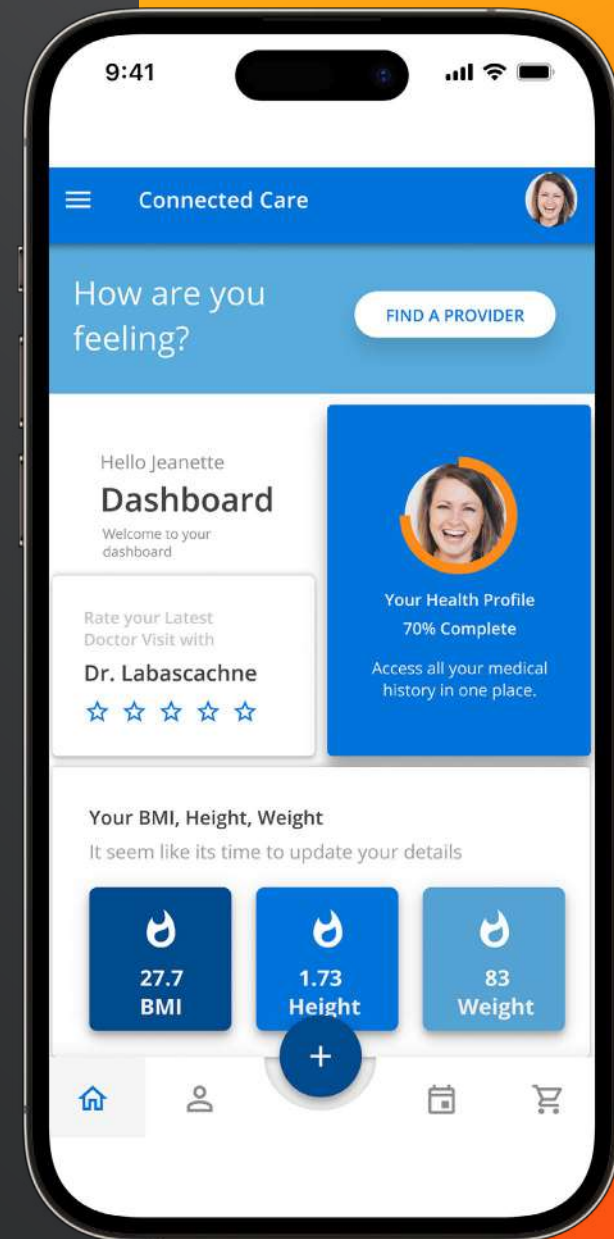 9:41
Connected Care
How are you
feeling?
FIND A PROVIDER
Hello Jeanette
Dashboard
Welcome to your
dashboard
Rate your Latest
Doctor Visit with
Dr. Labascachne
Your Health Profile
70% Complete
Access all your medical
history in one place.
Your BMI, Height, Weight
It seem like its time to update your details
27.7
BMI
1.73
Height
83
Weight
+